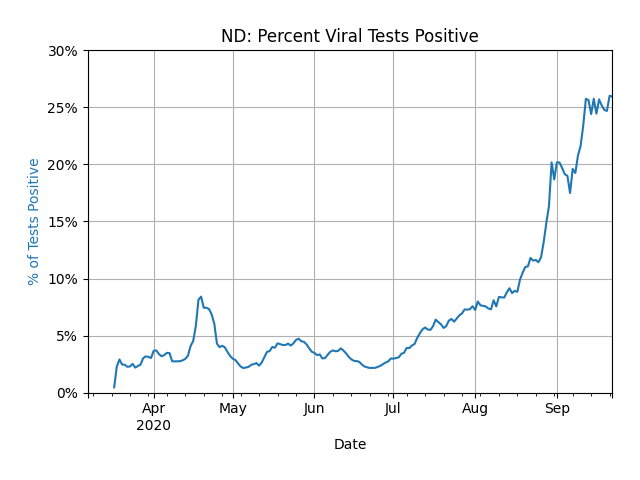 ND: Percent Viral Tests Positive
30%
25%
20%
15%
10%
5%
0%
% of Tests Positive
Apr May Jun Jul Aug Sep
2020
Date